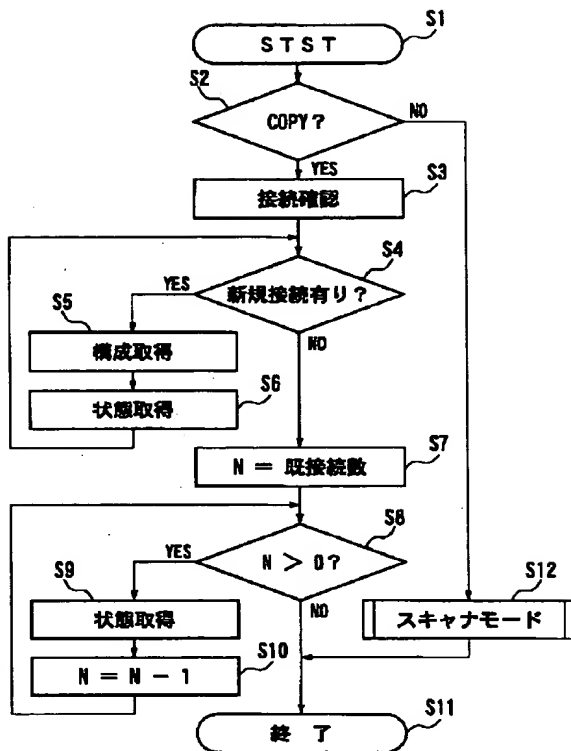 S1
STST
S2
COPY?
NO
YES
S3
接続確認
S4
新規接続有り?
YES
NO
S5
構成取得
S6
状態取得
S7
N = 既接続数
S8
N > 0?
YES
NO
S9
状態取得
S10
N = N - 1
S12
スキャナモード
S11
終了